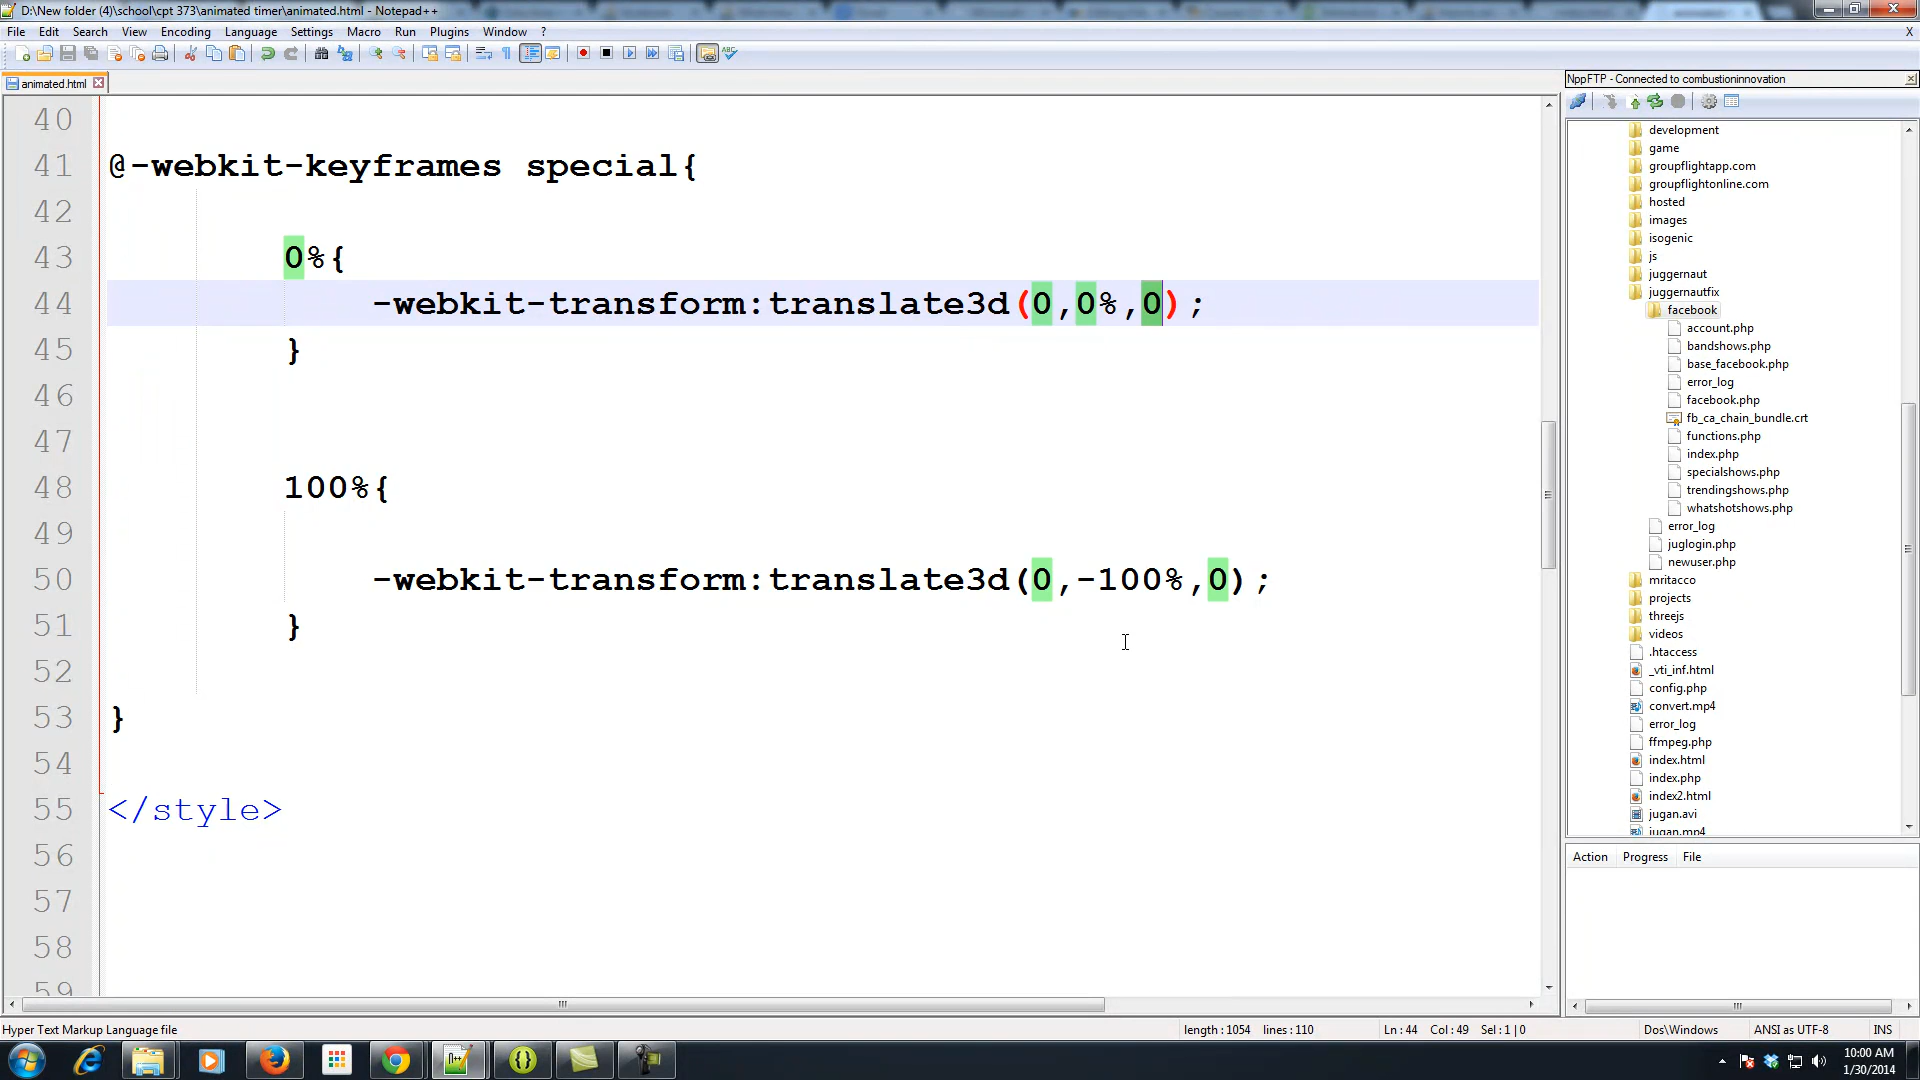 D:\New folder (4)\school\cpt 373\animated timer\animated.html - Notepad++
File Edit Search View Encoding Language Settings Macro Run Plugins Window ? X
animated.html
NppFTP - Connected to combustioninnovation
40
41 @-webkit-keyframes special{
42
43 0%{
44 -webkit-transform:translate3d(0,0%,0);
45 }
46
47
48 100%{
49
50 -webkit-transform:translate3d(0,-100%,0);
51 }
52
53 }
54
55 </style>
56
57
58
59
development
game
groupflightapp.com
groupflightonline.com
hosted
images
isogenic
js
juggernaut
juggernautfix
facebook
account.php
bandshows.php
base_facebook.php
error_log
facebook.php
fb_ca_chain_bundle.crt
functions.php
index.php
specialshows.php
trendingshows.php
whatshotshows.php
error_log
juglogin.php
newuser.php
mritacco
projects
threejs
videos
.htaccess
_vti_inf.html
config.php
convert.mp4
error_log
ffmpeg.php
index.html
index.php
index2.html
jugan.avi
jugan.mp4
Action Progress File
Hyper Text Markup Language file length : 1054 lines : 110 Ln : 44 Col : 49 Sel : 1 | 0 Dos\Windows ANSI as UTF-8 INS
10:00 AM
1/30/2014